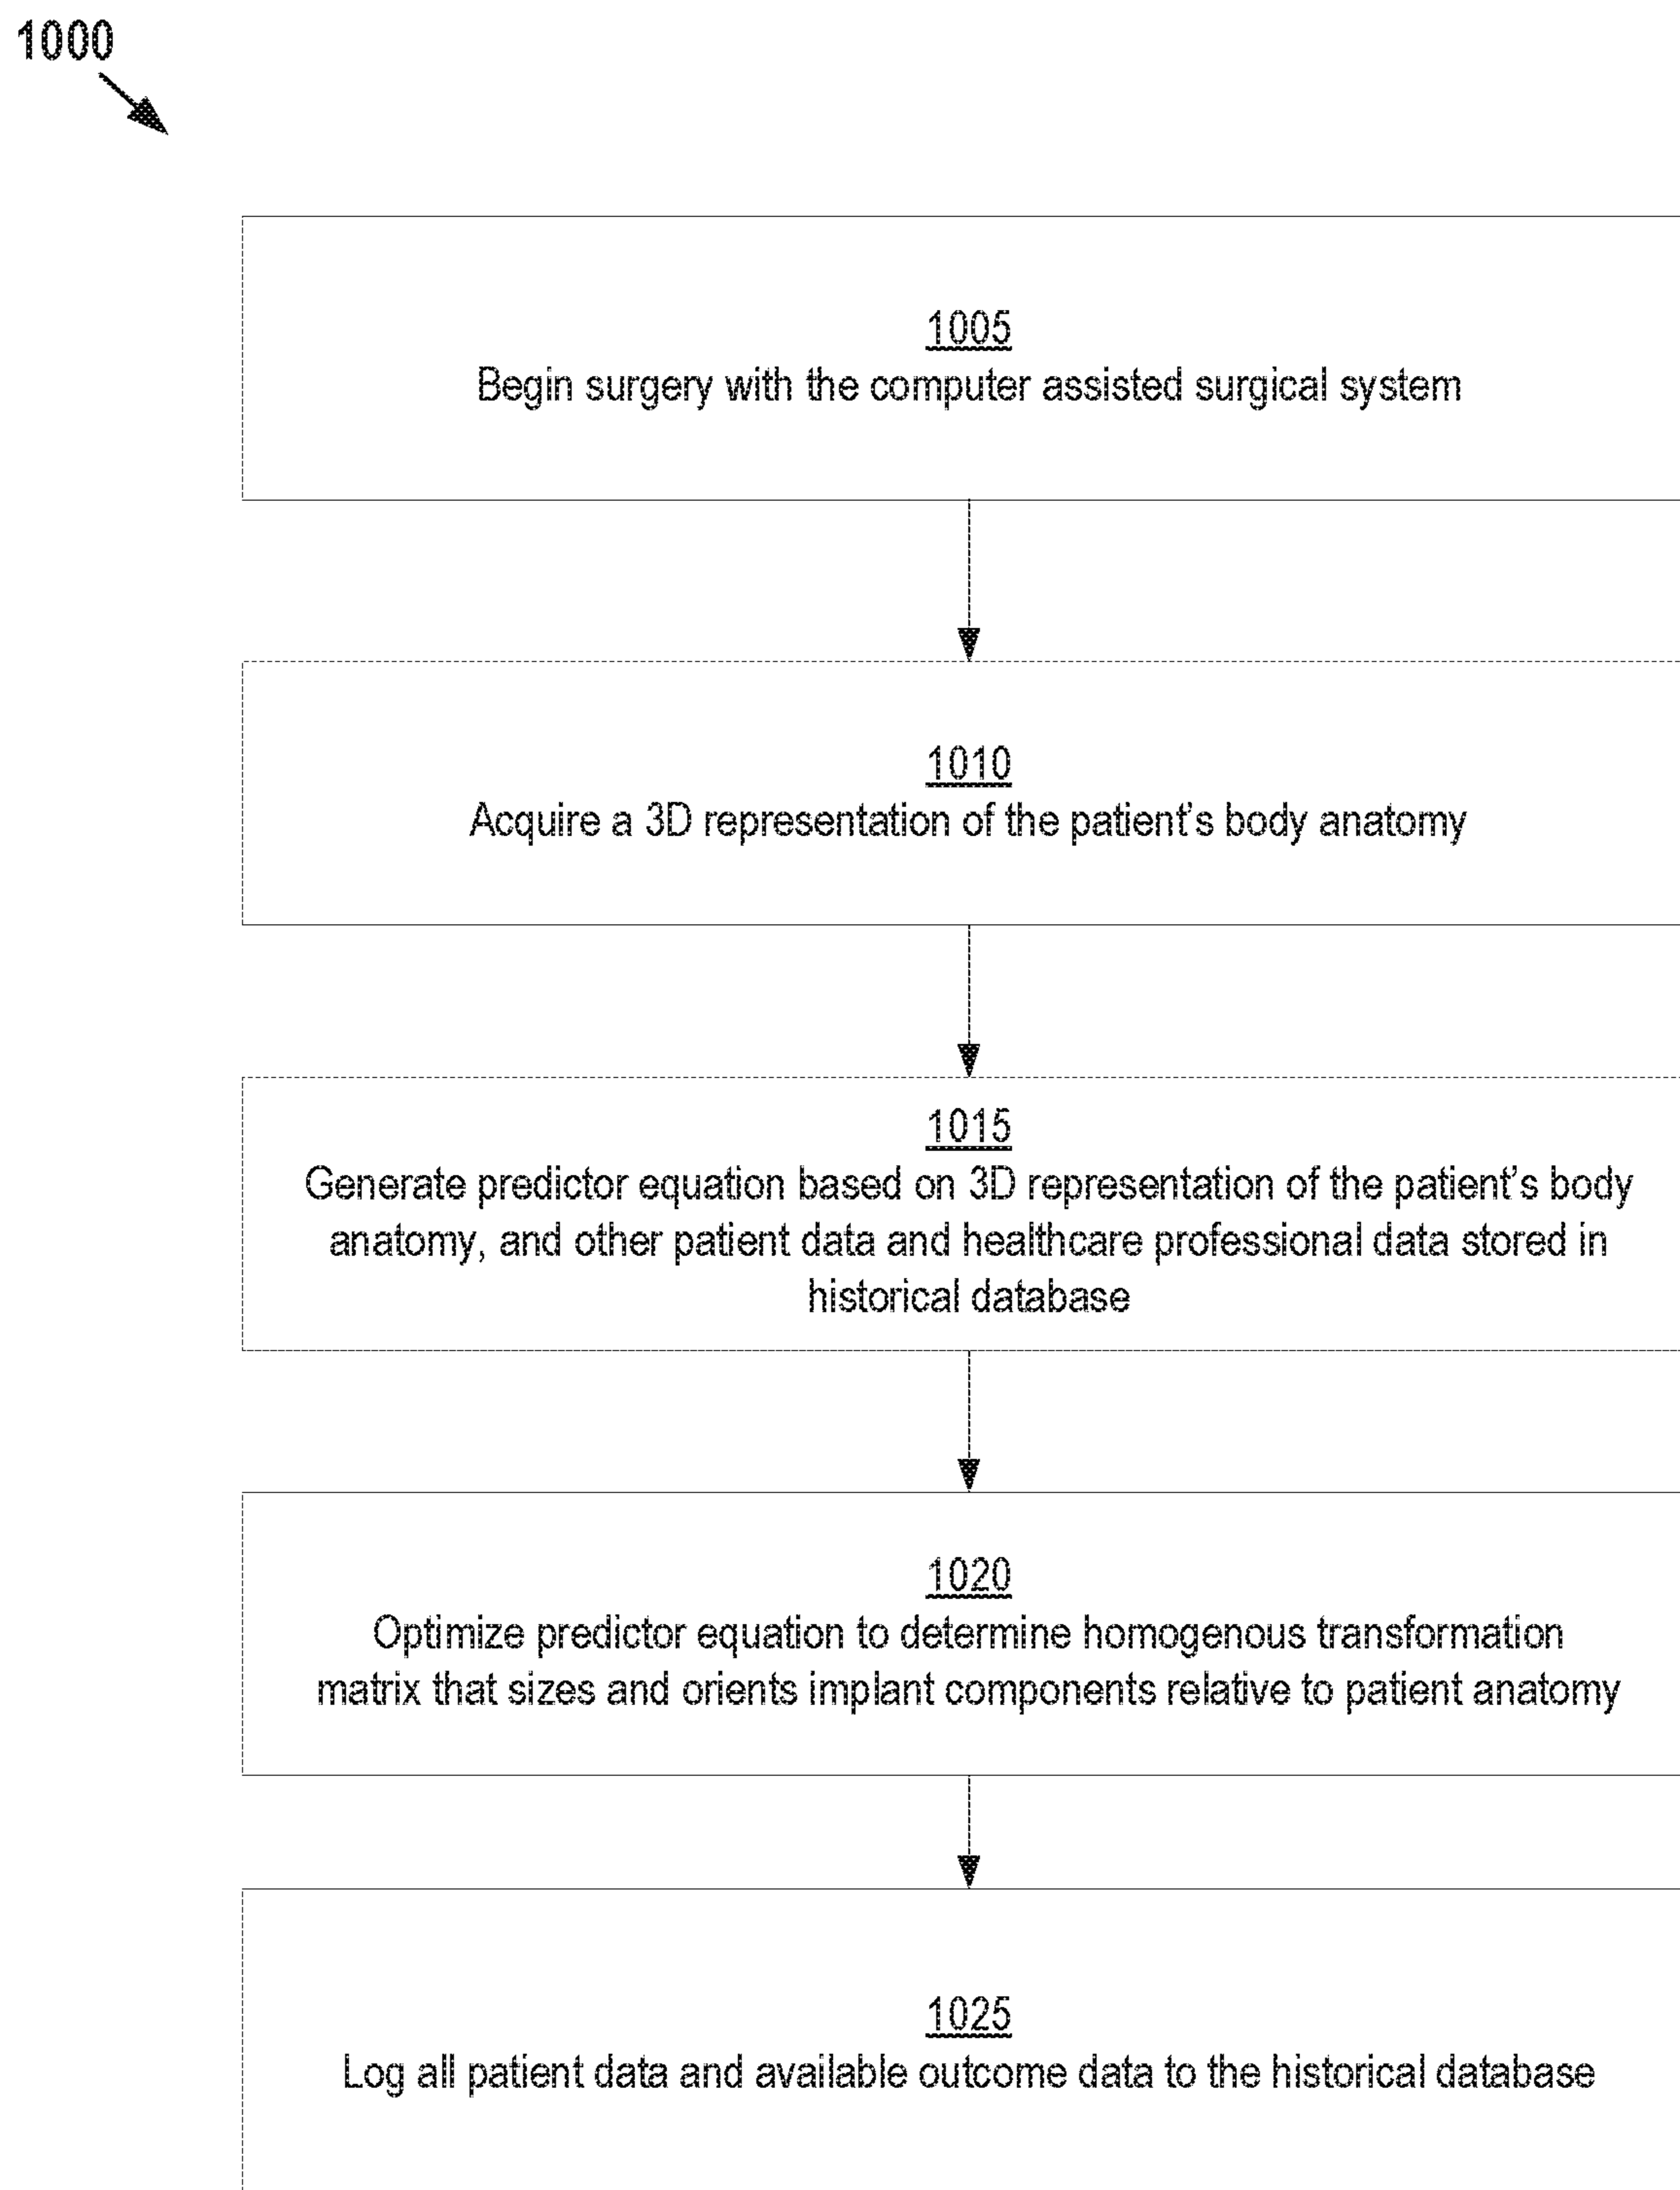 1000
1005
Begin surgery with the computer assisted surgical system
1010
Acquire a 3D representation of the patient's body anatomy
1015
Generate predictor equation based on 3D representation of the patient's body
anatomy, and other patient data and healthcare professional data stored in
historical database
1020
Optimize predictor equation to determine homogenous transformation
matrix that sizes and orients implant components relative to patient anatomy
1025
Log all patient data and available outcome data to the historical database